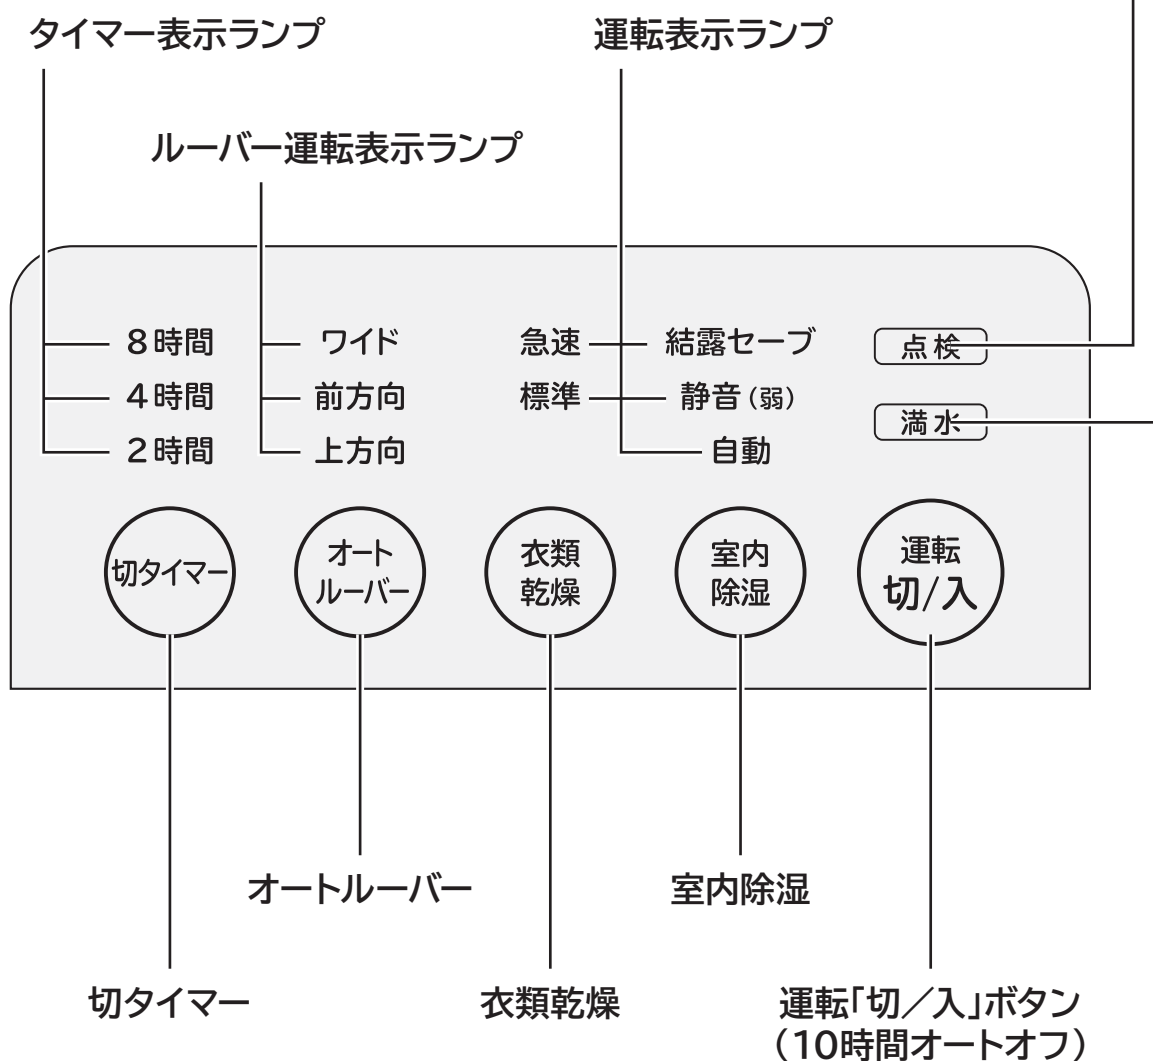 タイマー表示ランプ
運転表示ランプ
ルーバー運転表示ランプ
8時間
ワイド
急速
結露セーブ
点検
4時間
前方向
標準
静音(弱)
満水
2時間
上方向
自動
切タイマー
オート
ルーバー
衣類
乾燥
室内
除湿
運転
切/入
オートルーバー
室内除湿
切タイマー
衣類乾燥
運転「切／入」ボタン
（10時間オートオフ）